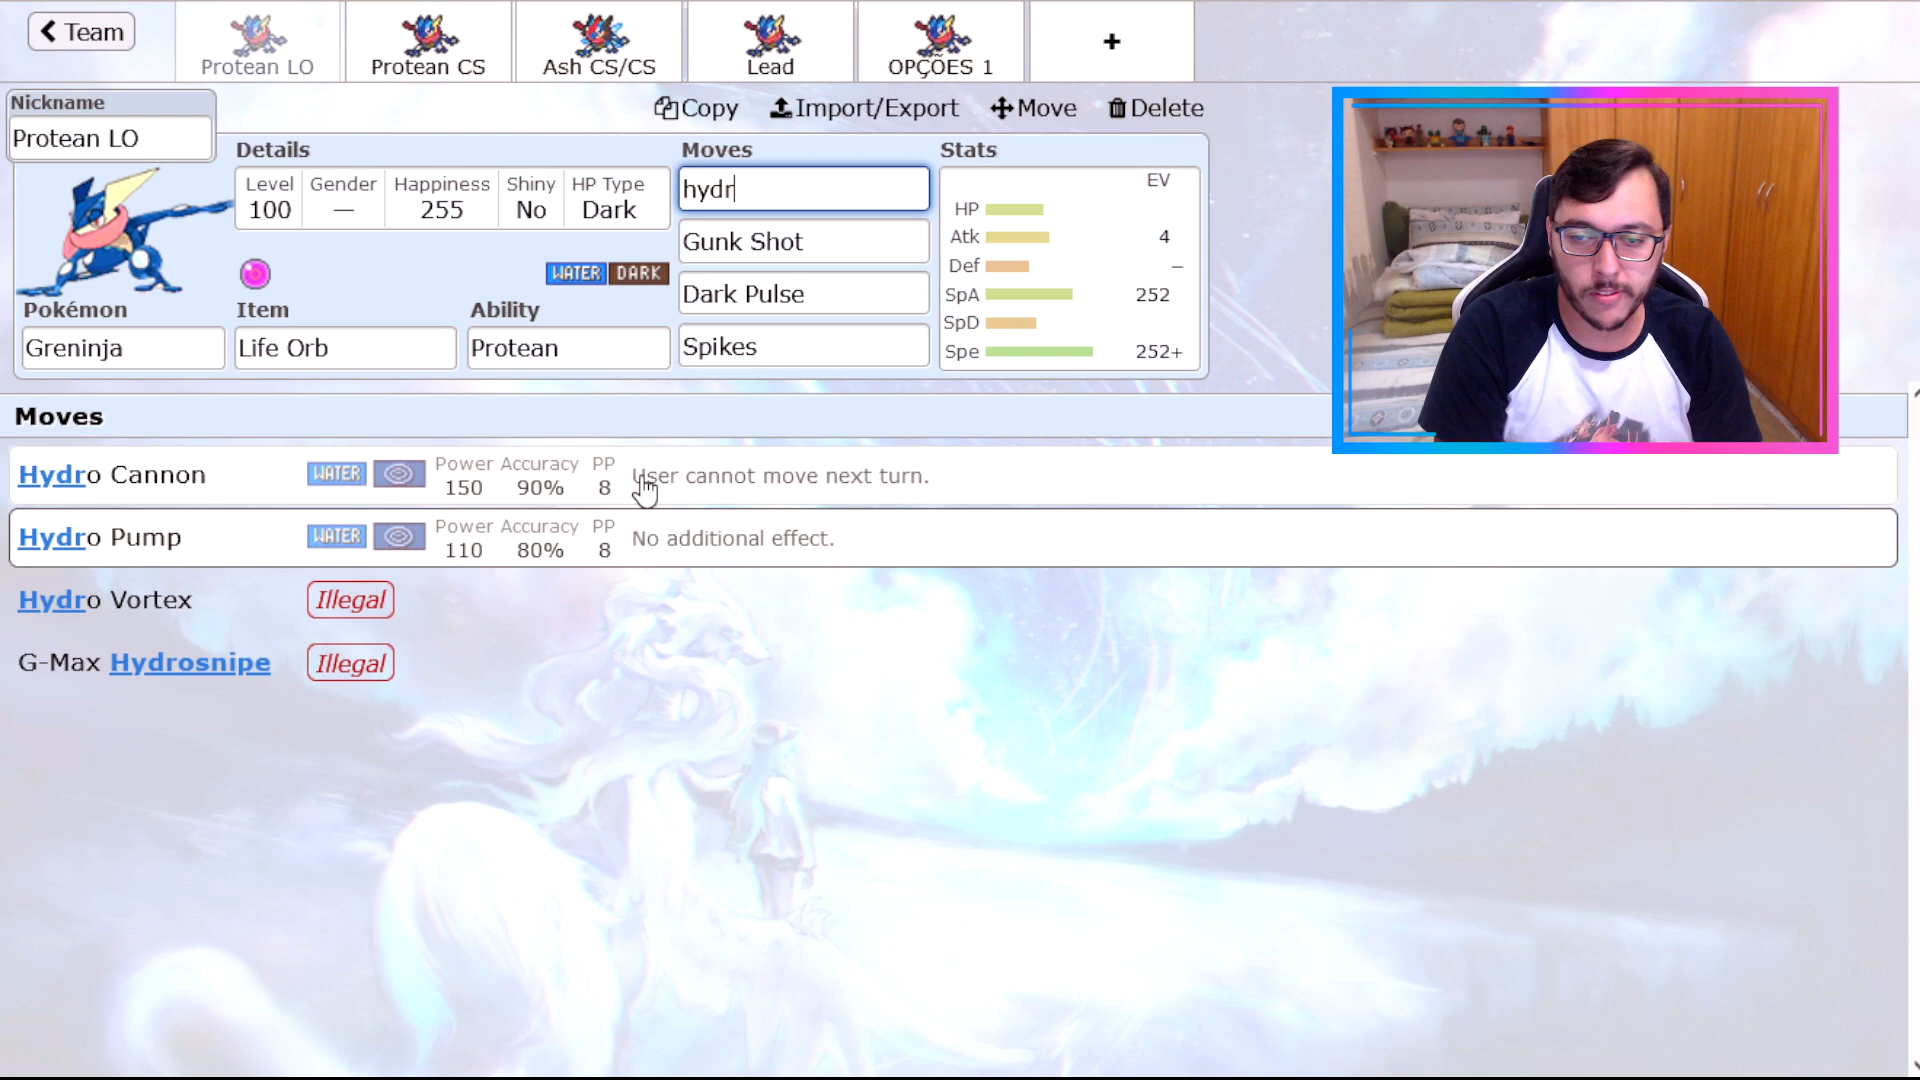 Team
Protean LO
Protean CS
Ash CS/CS
Lead
OPÇÕES 1
+
Nickname
Protean LO
Copy
Import/Export
Move
Delete
Details
Moves
Stats
Level
100
Gender
—
Happiness
255
Shiny
No
HP Type
Dark
WATER DARK
Pokémon
Greninja
Item
Life Orb
Ability
Protean
hydr
Gunk Shot
Dark Pulse
Spikes
EV
HP
Atk 4
Def –
SpA 252
SpD
Spe 252+
Moves
Hydro Cannon WATER Power 150 Accuracy 90% PP 8 User cannot move next turn.
Hydro Pump WATER Power 110 Accuracy 80% PP 8 No additional effect.
Hydro Vortex Illegal
G-Max Hydrosnipe Illegal